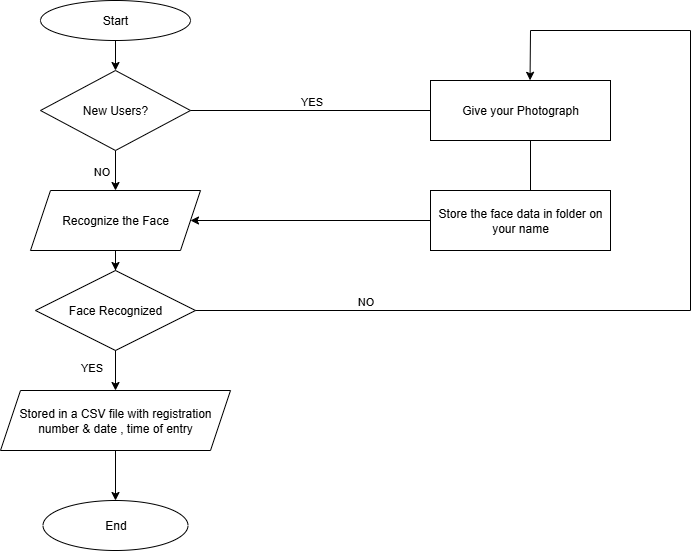 Start
New Users?
YES
Give your Photograph
NO
Recognize the Face
Store the face data in folder on
your name
Face Recognized
NO
YES
Stored in a CSV file with registration
number & date , time of entry
End